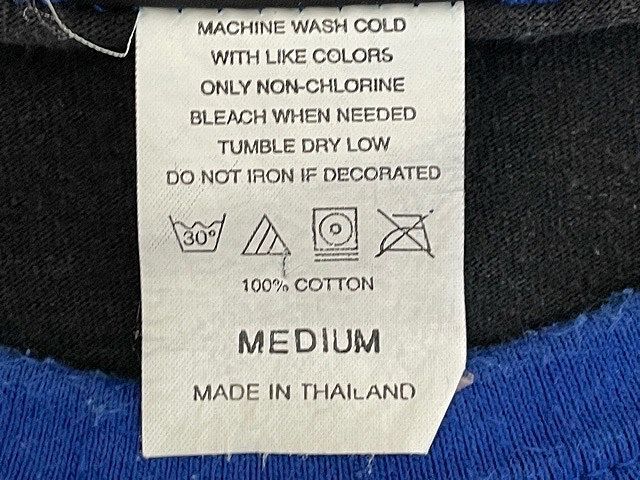 MACHINE WASH COLD
WITH LIKE COLORS
ONLY NON-CHLORINE
BLEACH WHEN NEEDED
TUMBLE DRY LOW
DO NOT IRON IF DECORATED
30°
100% COTTON
MEDIUM
MADE IN THAILAND